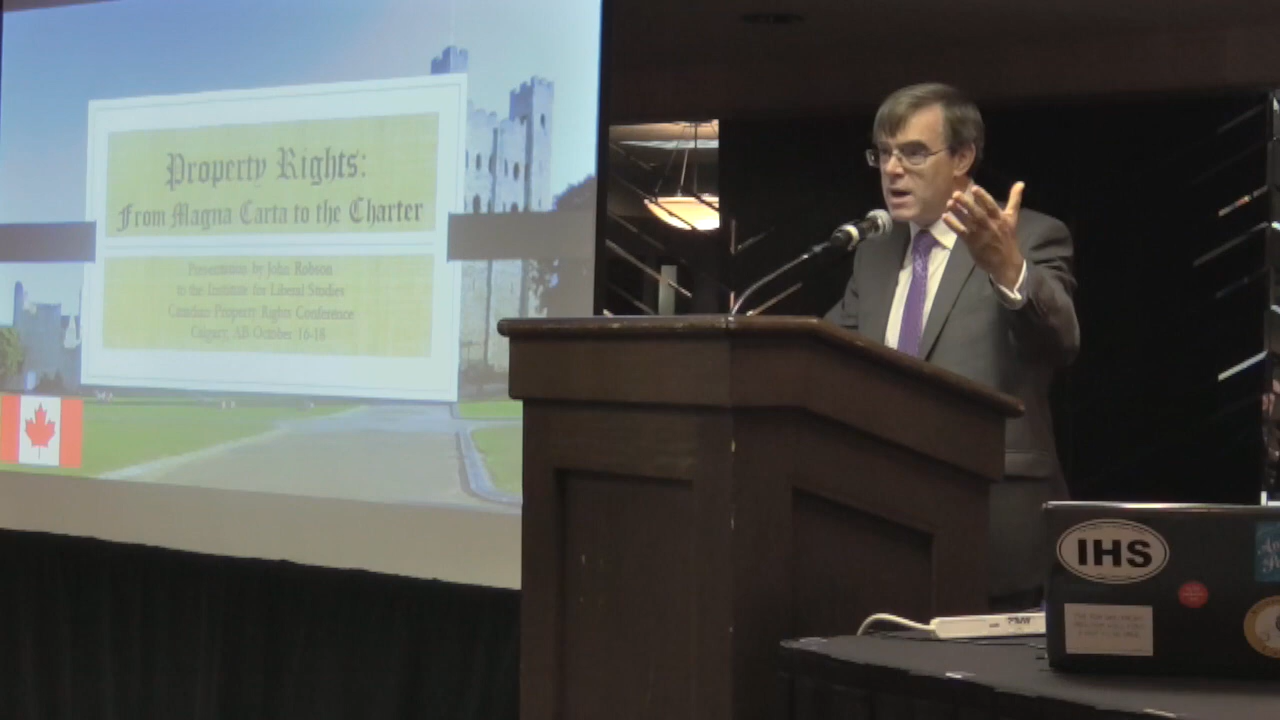 Property Rights:
From Magna Carta to the Charter
Presentation by John Robson
to the Institute for Liberal Studies
Canadian Property Rights Conference
Calgary, AB October 16-18
IHS